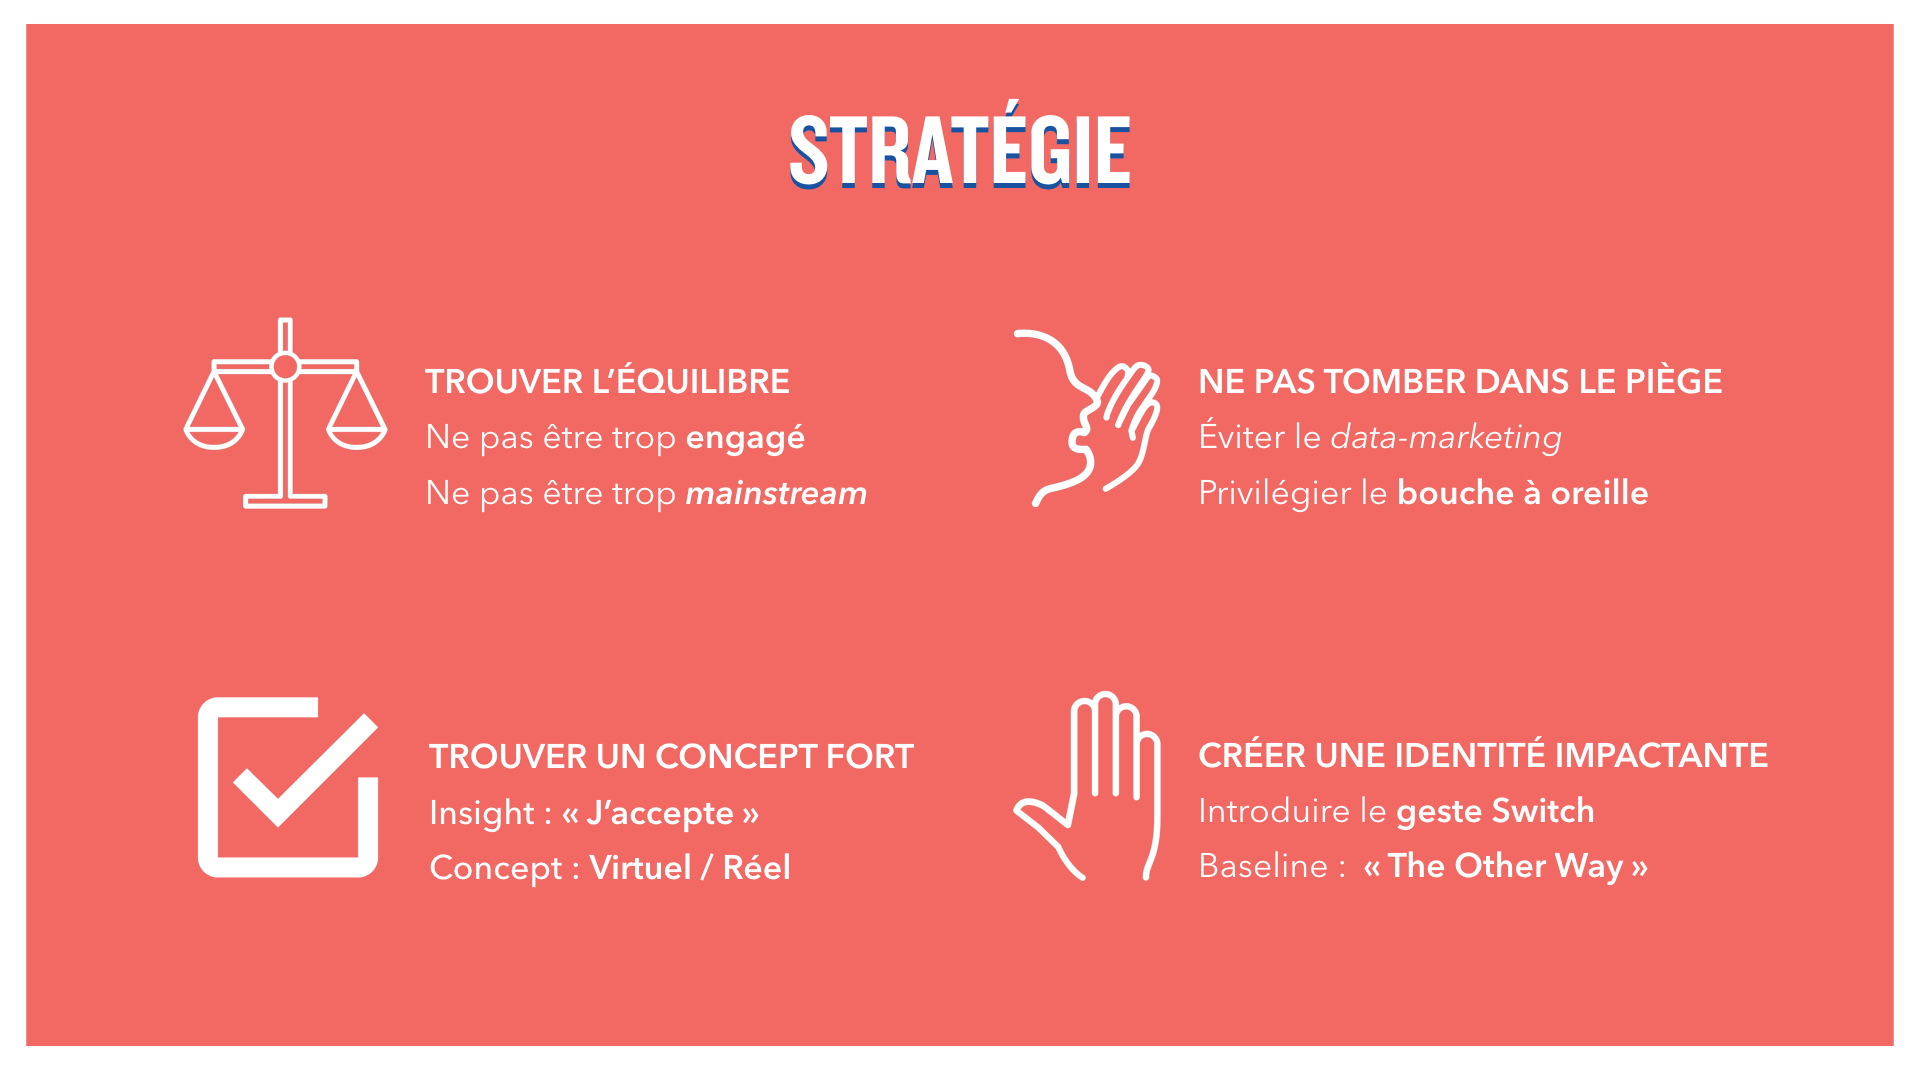 STRATÉGIE
TROUVER L’ÉQUILIBRE
Ne pas être trop engagé
Ne pas être trop mainstream
NE PAS TOMBER DANS LE PIÈGE
Éviter le data-marketing
Privilégier le bouche à oreille
TROUVER UN CONCEPT FORT
Insight : « J’accepte »
Concept : Virtuel / Réel
CRÉER UNE IDENTITÉ IMPACTANTE
Introduire le geste Switch
Baseline : « The Other Way »